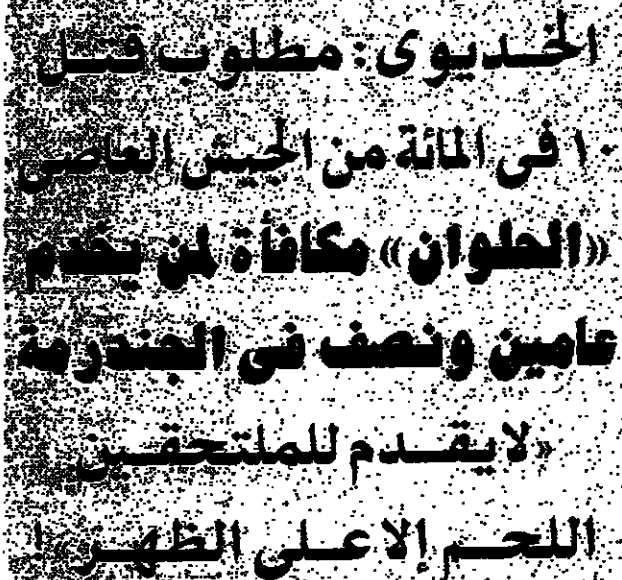 الخديوى: مطلوب قتل
١٠ فى المائة من الجيش العاصى
«الحلوان» مكافأة لمن يخدم
عامين ونصف فى الجندرمة
«لايقدم للملتحقين
اللحم إلا على الظهر»!